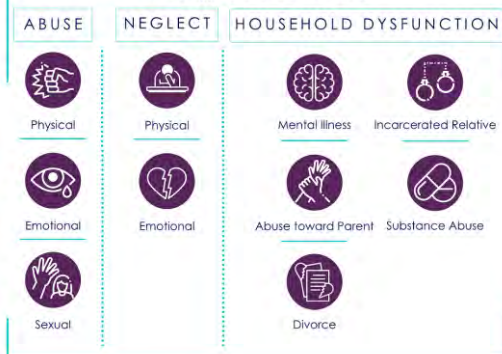 ABUSE
NEGLECT
HOUSEHOLD DYSFUNCTION
Physical
Emotional
Sexual
Physical
Emotional
Mental Illness
Incarcerated Relative
Abuse toward Parent
Substance Abuse
Divorce